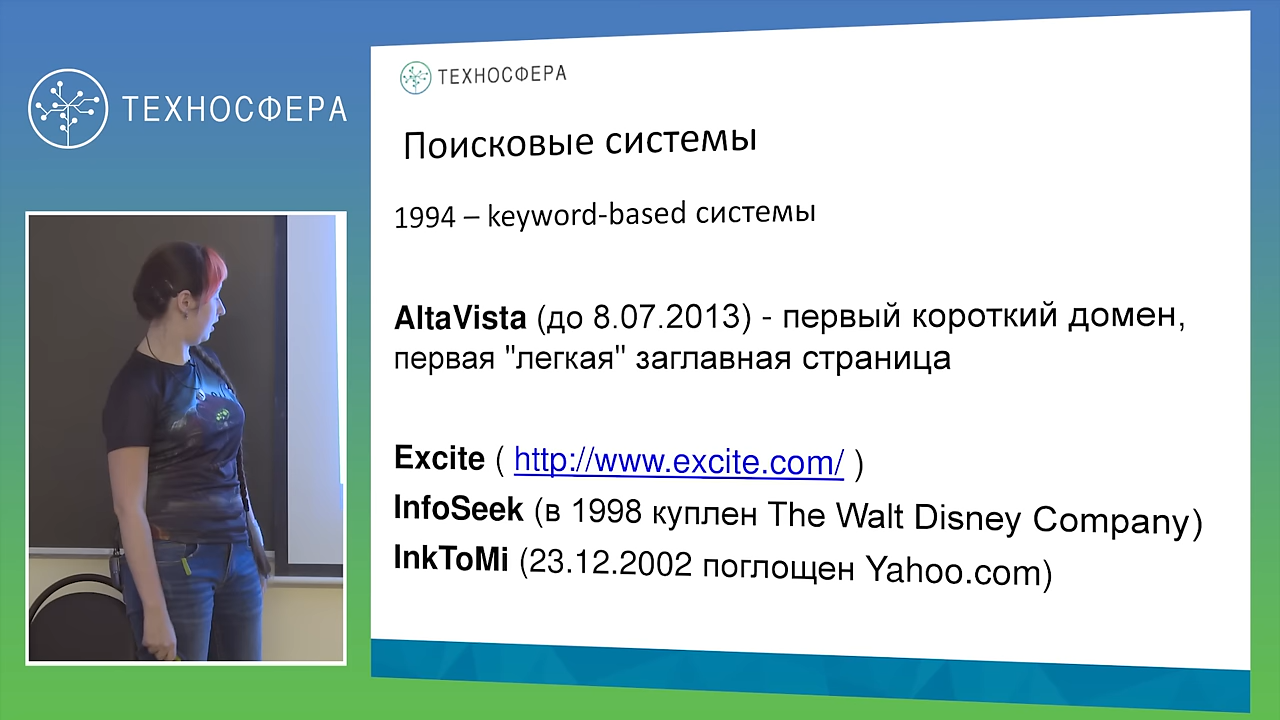 ТЕХНОСФЕРА
ТЕХНОСФЕРА
Поисковые системы
1994 – keyword-based системы
AltaVista (до 8.07.2013) - первый короткий домен,
первая "легкая" заглавная страница
Excite ( http://www.excite.com/ )
InfoSeek (в 1998 куплен The Walt Disney Company)
InkToMi (23.12.2002 поглощен Yahoo.com)